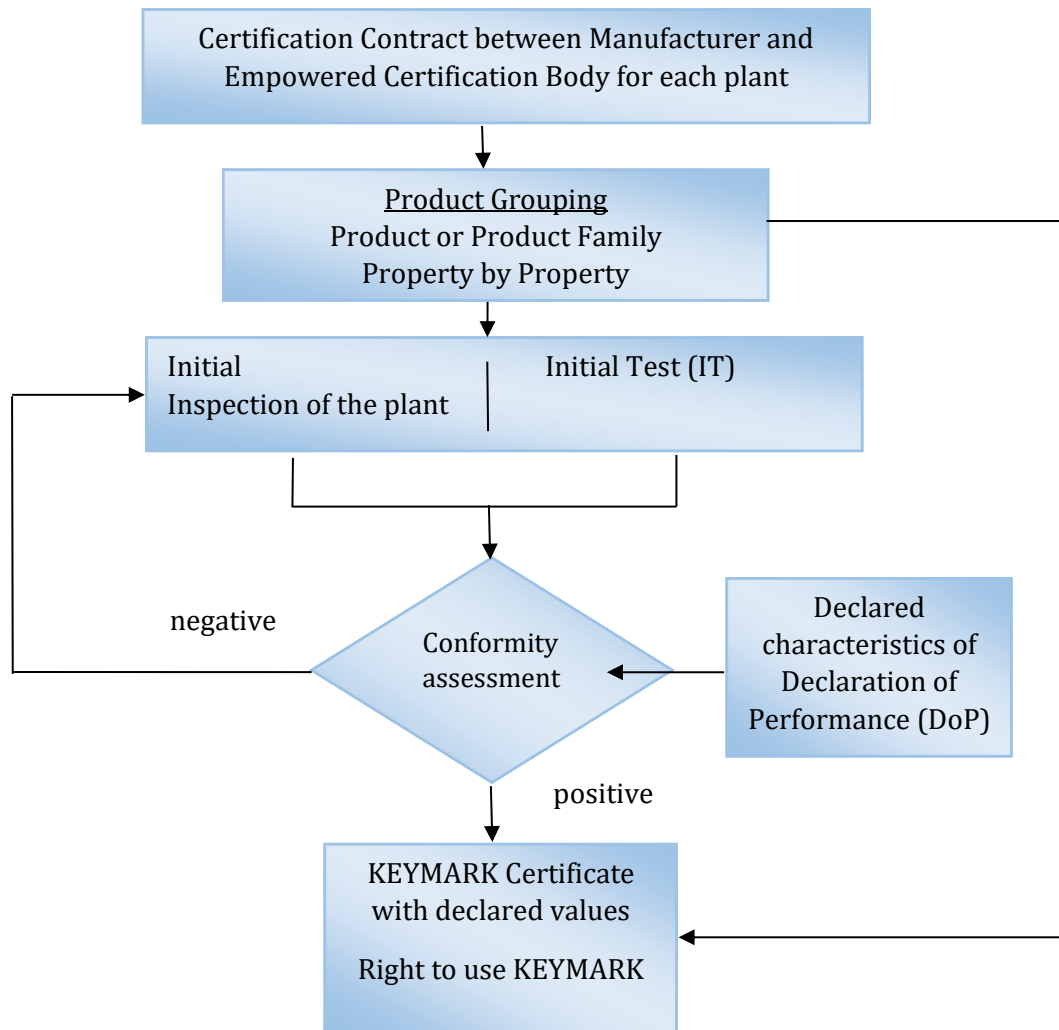 Certification Contract between Manufacturer and
Empowered Certification Body for each plant
Product Grouping
Product or Product Family
Property by Property
Initial
Inspection of the plant
Initial Test (IT)
negative
Conformity
assessment
Declared
characteristics of
Declaration of
Performance (DoP)
positive
KEYMARK Certificate
with declared values
Right to use KEYMARK